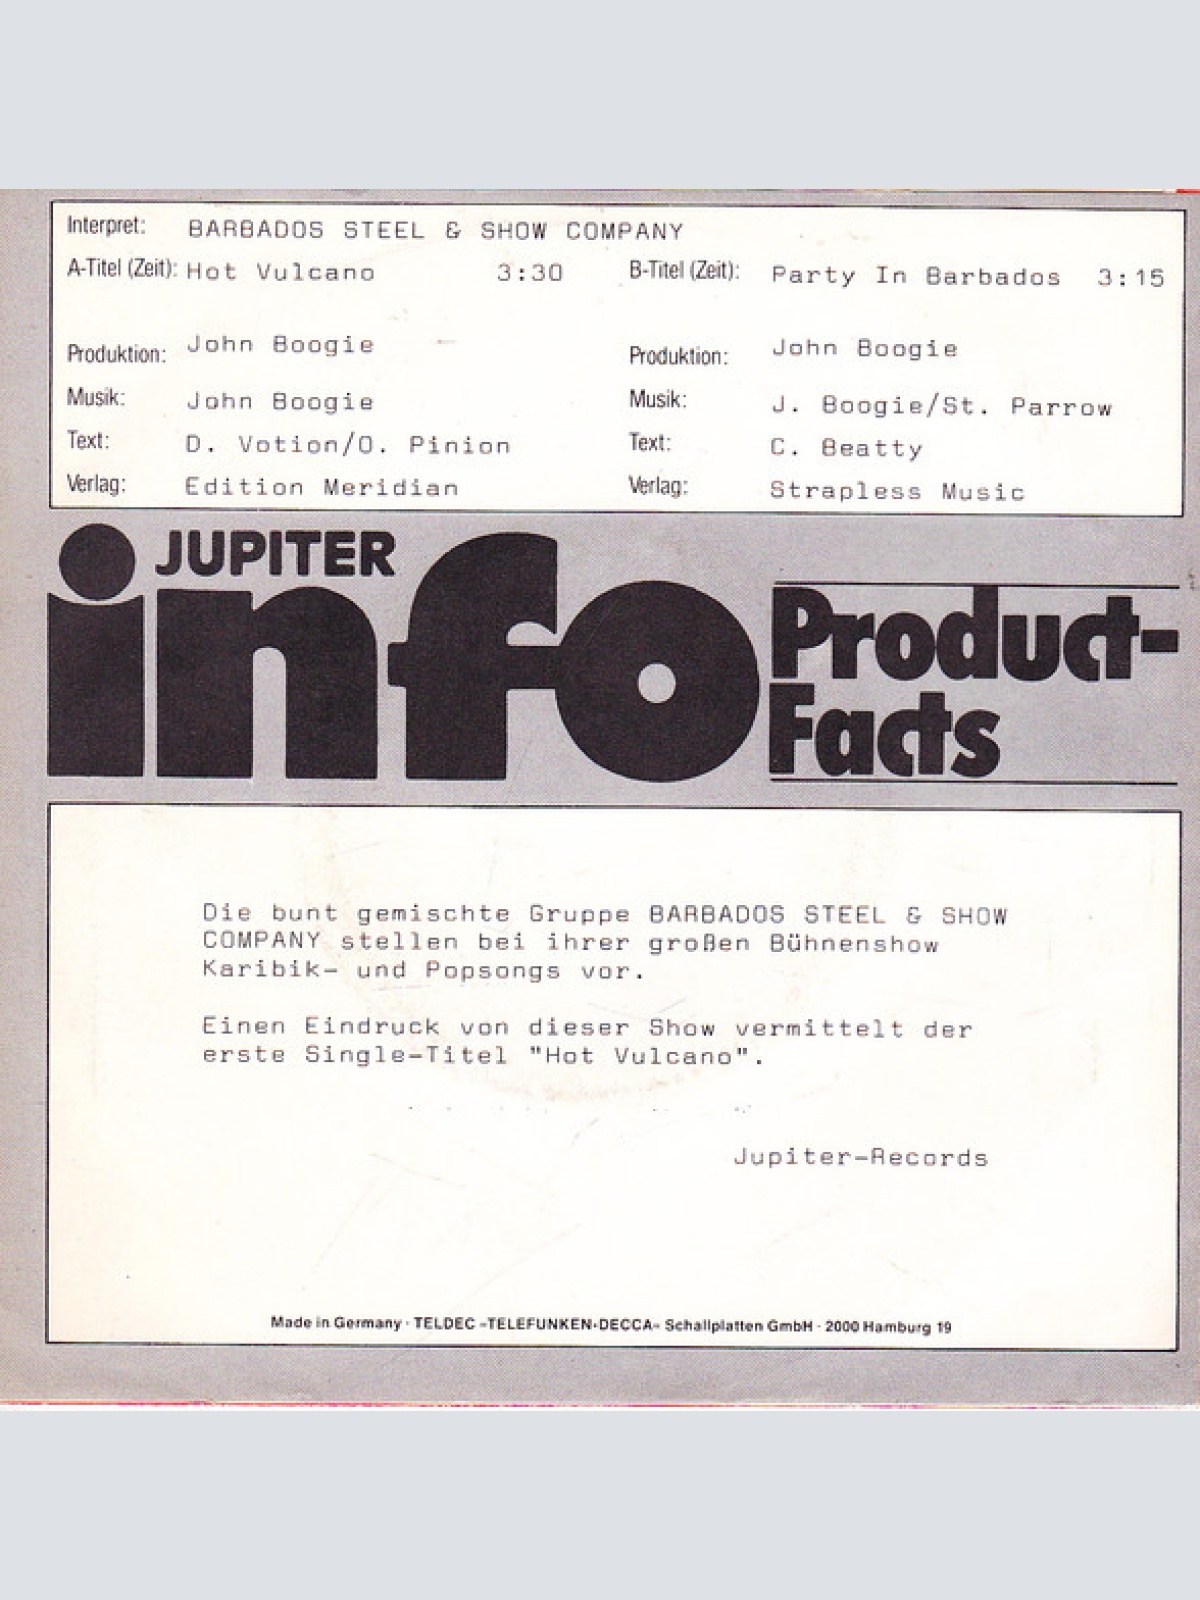 Interpret: BARBADOS STEEL & SHOW COMPANY
A-Titel (Zeit): Hot Vulcano 3:30 B-Titel (Zeit): Party In Barbados 3:15
Produktion: John Boogie Produktion: John Boogie
Musik: John Boogie Musik: J. Boogie/St. Parrow
Text: D. Votion/O. Pinion Text: C. Beatty
Verlag: Edition Meridian Verlag: Strapless Music
JUPITER
info Product-
Facts
Die bunt gemischte Gruppe BARBADOS STEEL & SHOW
COMPANY stellen bei ihrer großen Bühnenshow
Karibik- und Popsongs vor.
Einen Eindruck von dieser Show vermittelt der
erste Single-Titel "Hot Vulcano".
Jupiter-Records
Made in Germany · TELDEC »TELEFUNKEN-DECCA« Schallplatten GmbH · 2000 Hamburg 19